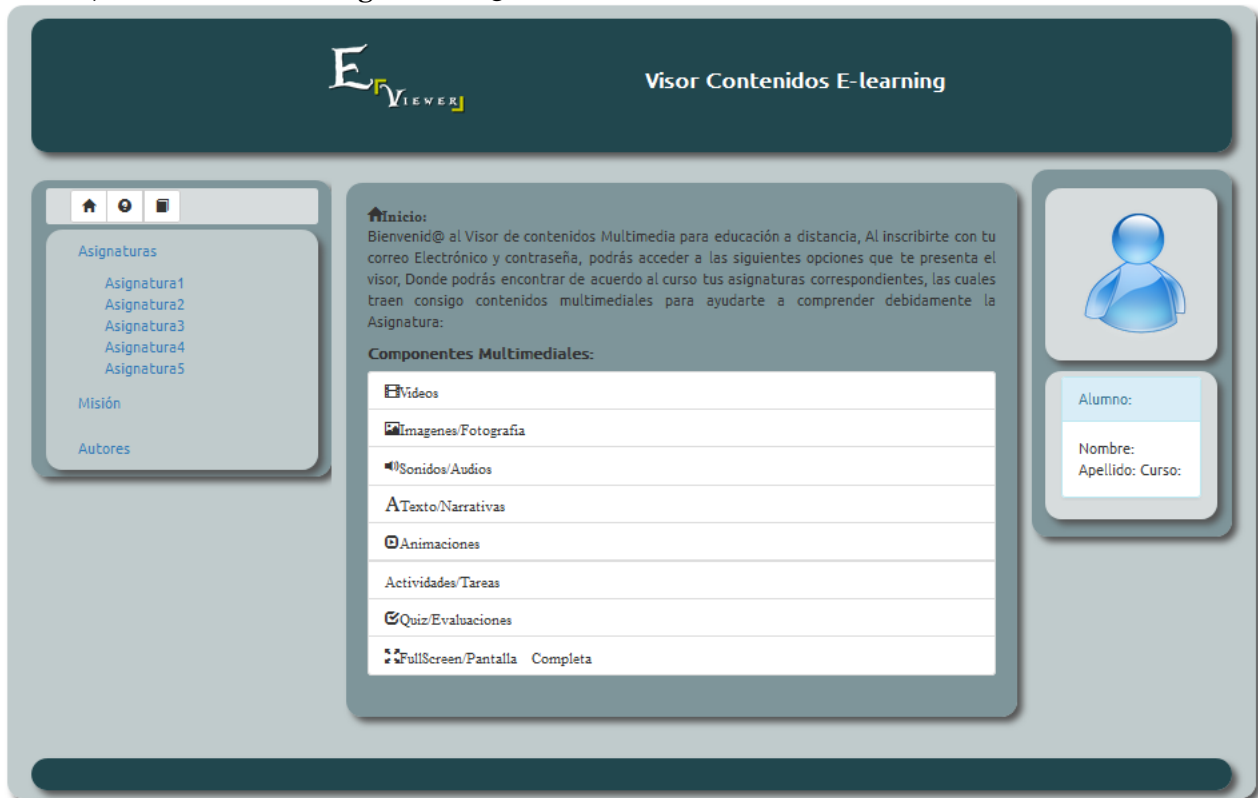 E
VIEWER
Visor Contenidos E-learning
Asignaturas
Asignatura1
Asignatura2
Asignatura3
Asignatura4
Asignatura5
Misión
Autores
Inicio:
Bienvenid@ al Visor de contenidos Multimedia para educación a distancia, Al inscribirte con tu
correo Electrónico y contraseña, podrás acceder a las siguientes opciones que te presenta el
visor, Donde podrás encontrar de acuerdo al curso tus asignaturas correspondientes, las cuales
traen consigo contenidos multimediales para ayudarte a comprender debidamente la
Asignatura:
Componentes Multimediales:
Videos
Imagenes/Fotografia
Sonidos/Audios
A Texto/Narrativas
Animaciones
Actividades/Tareas
Quiz/Evaluaciones
FullScreen/Pantalla Completa
Alumno:
Nombre:
Apellido: Curso: